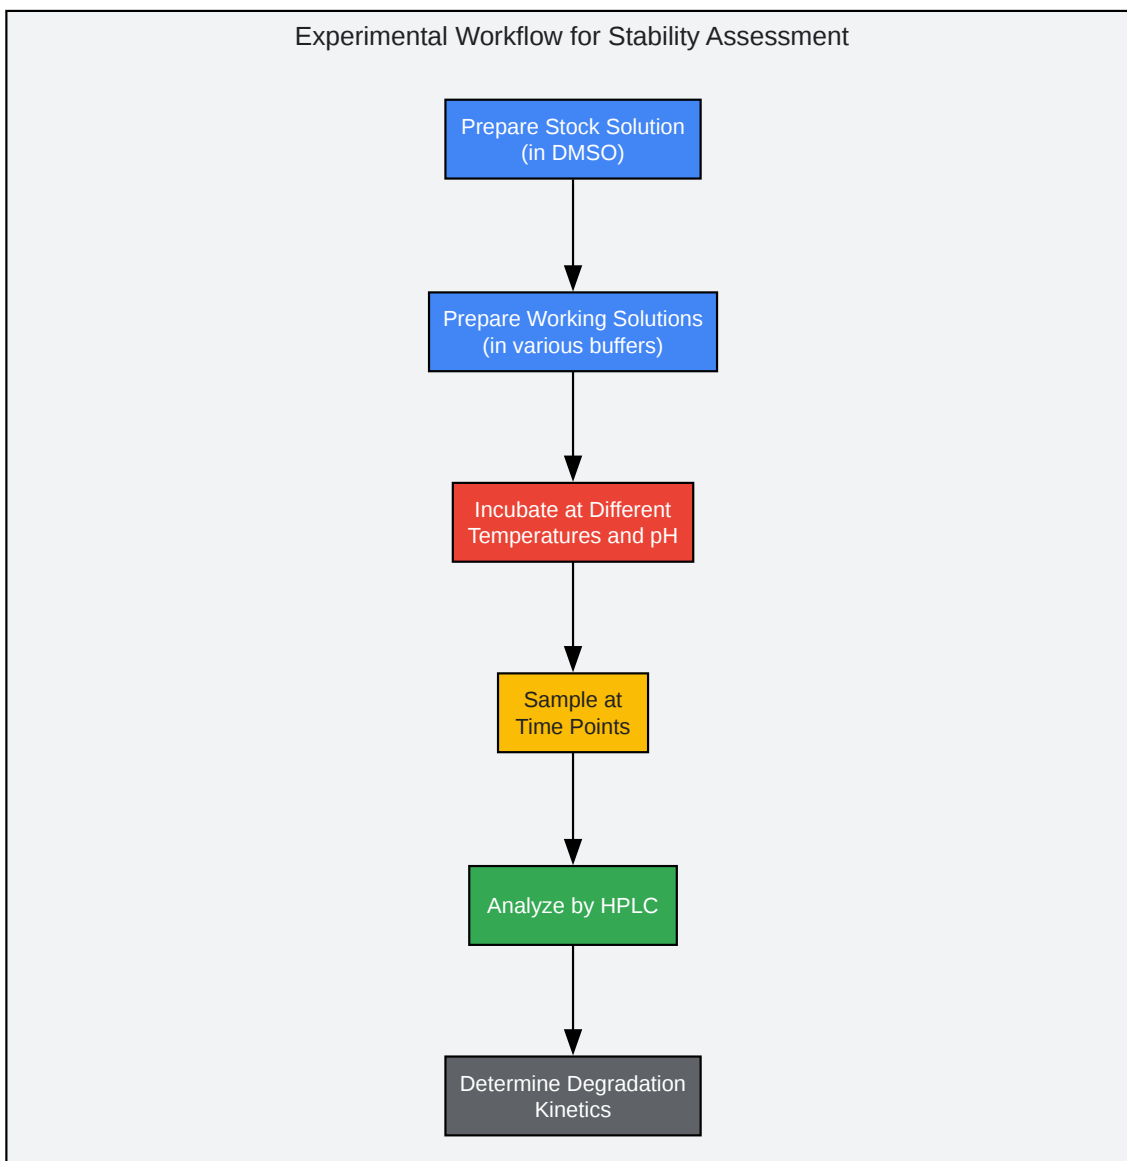 Experimental Workflow for Stability Assessment
Prepare Stock Solution
(in DMSO)
Prepare Working Solutions
(in various buffers)
Incubate at Different
Temperatures and pH
Sample at
Time Points
Analyze by HPLC
Determine Degradation
Kinetics